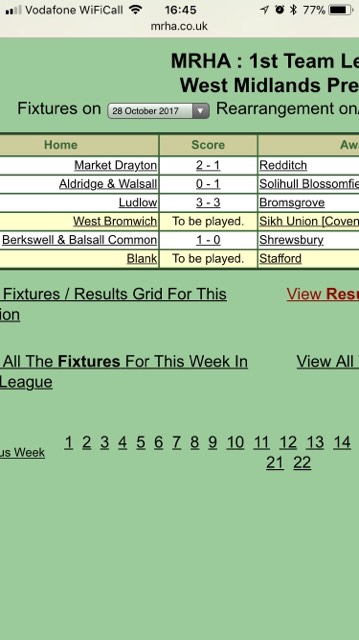 Vodafone WiFiCall 16:45 77%
mrha.co.uk
MRHA : 1st Team Le
West Midlands Pre
Fixtures on 28 October 2017 Rearrangement on
Home Score Aw
Market Drayton 2 - 1 Redditch
Aldridge & Walsall 0 - 1 Solihull Blossomfie
Ludlow 3 - 3 Bromsgrove
West Bromwich To be played. Sikh Union [Coven
Berkswell & Balsall Common 1 - 0 Shrewsbury
Blank To be played. Stafford
Fixtures / Results Grid For This View Resu
ion
All The Fixtures For This Week In View All
League
us Week 1 2 3 4 5 6 7 8 9 10 11 12 13 14
21 22